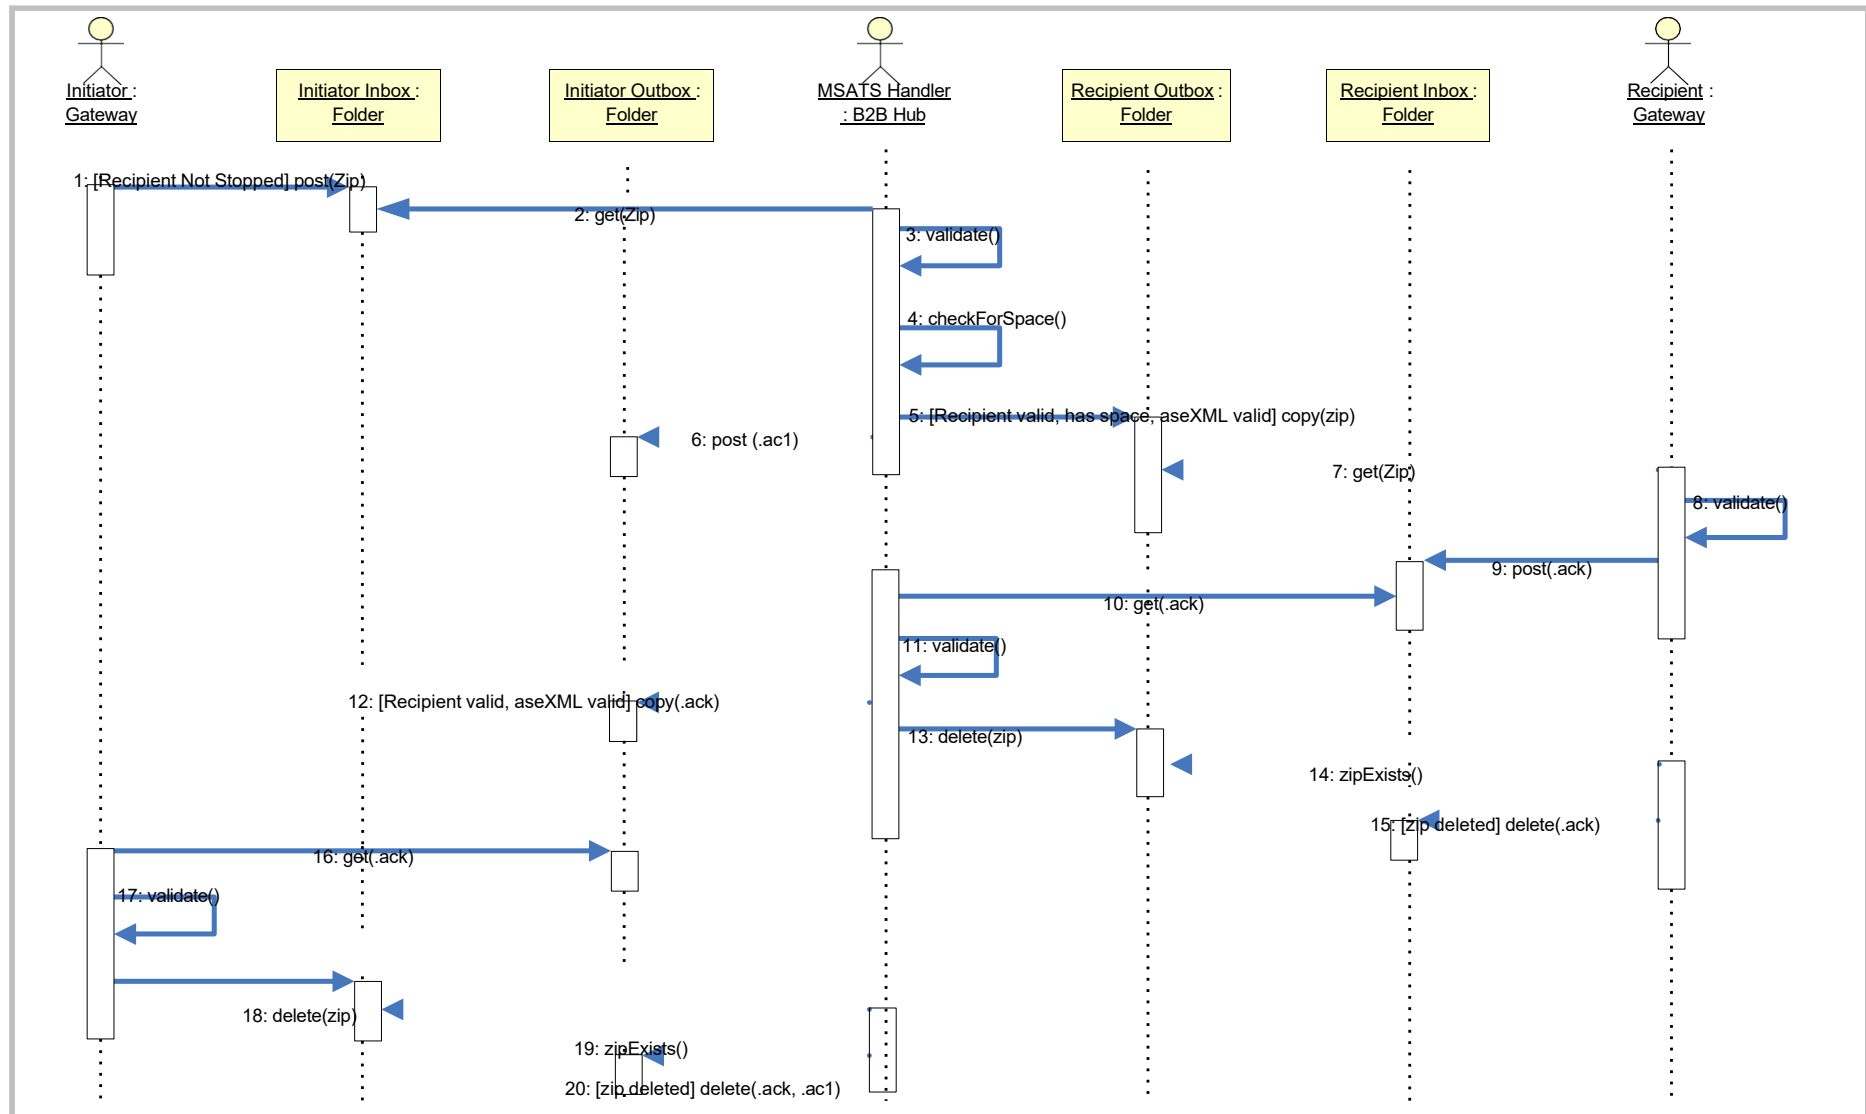 Initiator :
Gateway
Initiator Inbox :
Folder
Initiator Outbox :
Folder
MSATS Handler
: B2B Hub
Recipient Outbox :
Folder
Recipient Inbox :
Folder
Recipient :
Gateway
1: [Recipient Not Stopped] post(Zip)
2: get(Zip)
3: validate()
4: checkForSpace()
5: [Recipient valid, has space, aseXML valid] copy(zip)
6: post (.ac1)
7: get(Zip)
8: validate()
9: post(.ack)
10: get(.ack)
11: validate()
12: [Recipient valid, aseXML valid] copy(.ack)
13: delete(zip)
14: zipExists()
15: [zip deleted] delete(.ack)
16: get(.ack)
17: validate()
18: delete(zip)
19: zipExists()
20: [zip deleted] delete(.ack, .ac1)